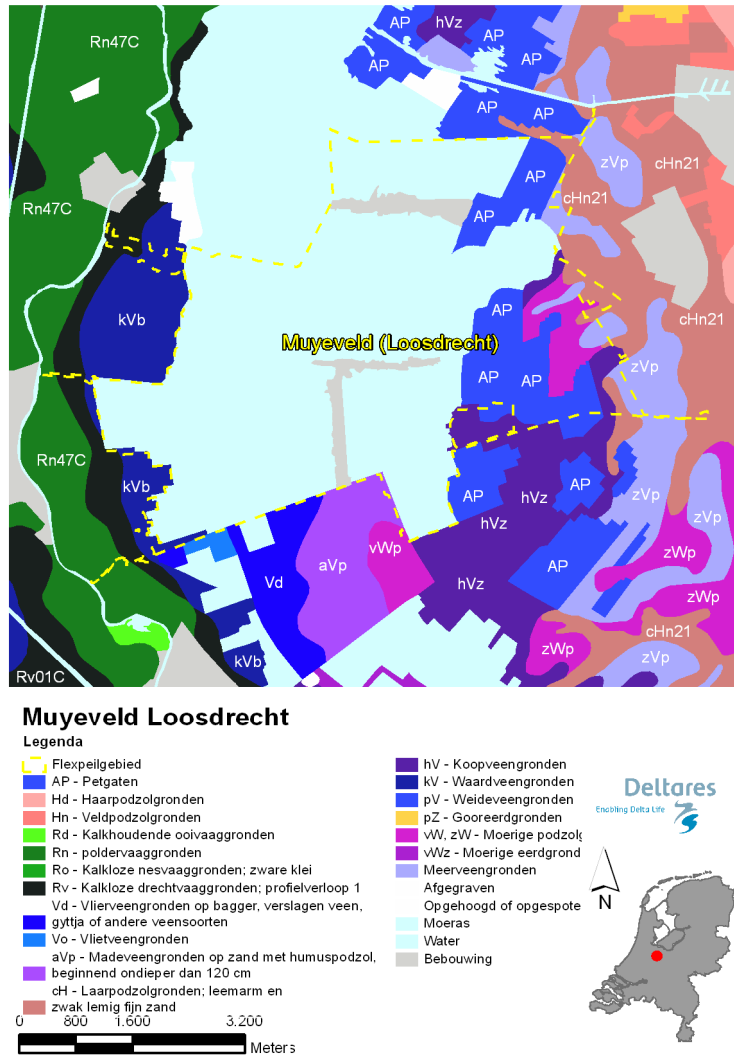 AP
hVz
AP
Rn47C
AP
AP
AP
zVp
cHn21
AP
cHn21
Rn47C
AP
kVb
AP
cHn21
Muyeveld (Loosdrecht)
zVp
AP
AP
Rn47C
kVb
hVz
AP
AP
zVp
zVp
hVz
vWp
zWp
AP
Vd
aVp
hVz
zWp
cHn21
zWp
kVb
zVp
Rv01C
Muyeveld Loosdrecht
Legenda
Flexpeilgebied
AP - Petgaten
Hd - Haarpodzolgronden
Hn - Veldpodzolgronden
Rd - Kalkhoudende ooivaaggronden
Rn - poldervaaggronden
Ro - Kalkloze nesvaaggronden; zware klei
Rv - Kalkloze drechtvaaggronden; profielverloop 1
Vd - Vlierveengronden op bagger, verslagen veen,
gyttja of andere veensoorten
Vo - Vlietveengronden
aVp - Madeveengronden op zand met humuspodzol,
beginnend ondieper dan 120 cm
cH - Laarpodzolgronden; leemarm en
zwak lemig fijn zand
hV - Koopveengronden
kV - Waardveengronden
pV - Weideveengronden
pZ - Gooreerdgronden
vW, zW - Moerige podzolg
vWz - Moerige eerdgrond
Meerveengronden
Afgegraven
Opgehoogd of opgespote
Moeras
Water
Bebouwing
Deltares
Enabling Delta Life
N
0 800 1.600 3.200
Meters